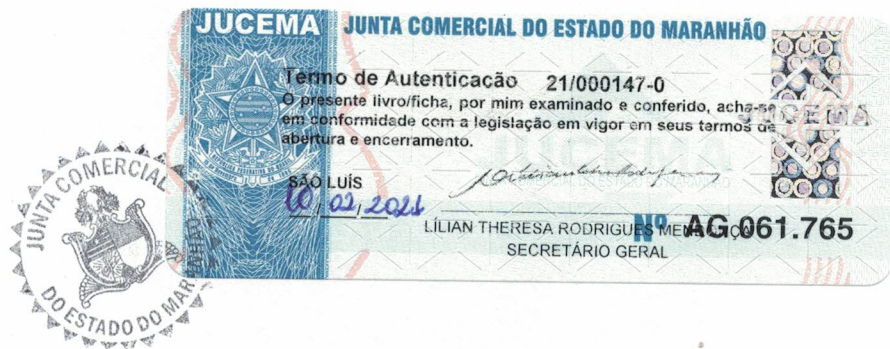 JUCEMA JUNTA COMERCIAL DO ESTADO DO MARANHÃO
Termo de Autenticacão 21/000147-0
O presente livro/ficha, por mim examinado e conferido, acha-se
em conformidade com a legislação em vigor em seus termos de
abertura e encerramento.
JUCEMA
JUCEMA
SÃO LUÍS
10/02/2021
LÍLIAN THERESA RODRIGUES
Nº AG 061.765
SECRETÁRIO GERAL
JUNTA COMERCIAL
DO ESTADO DO MAR